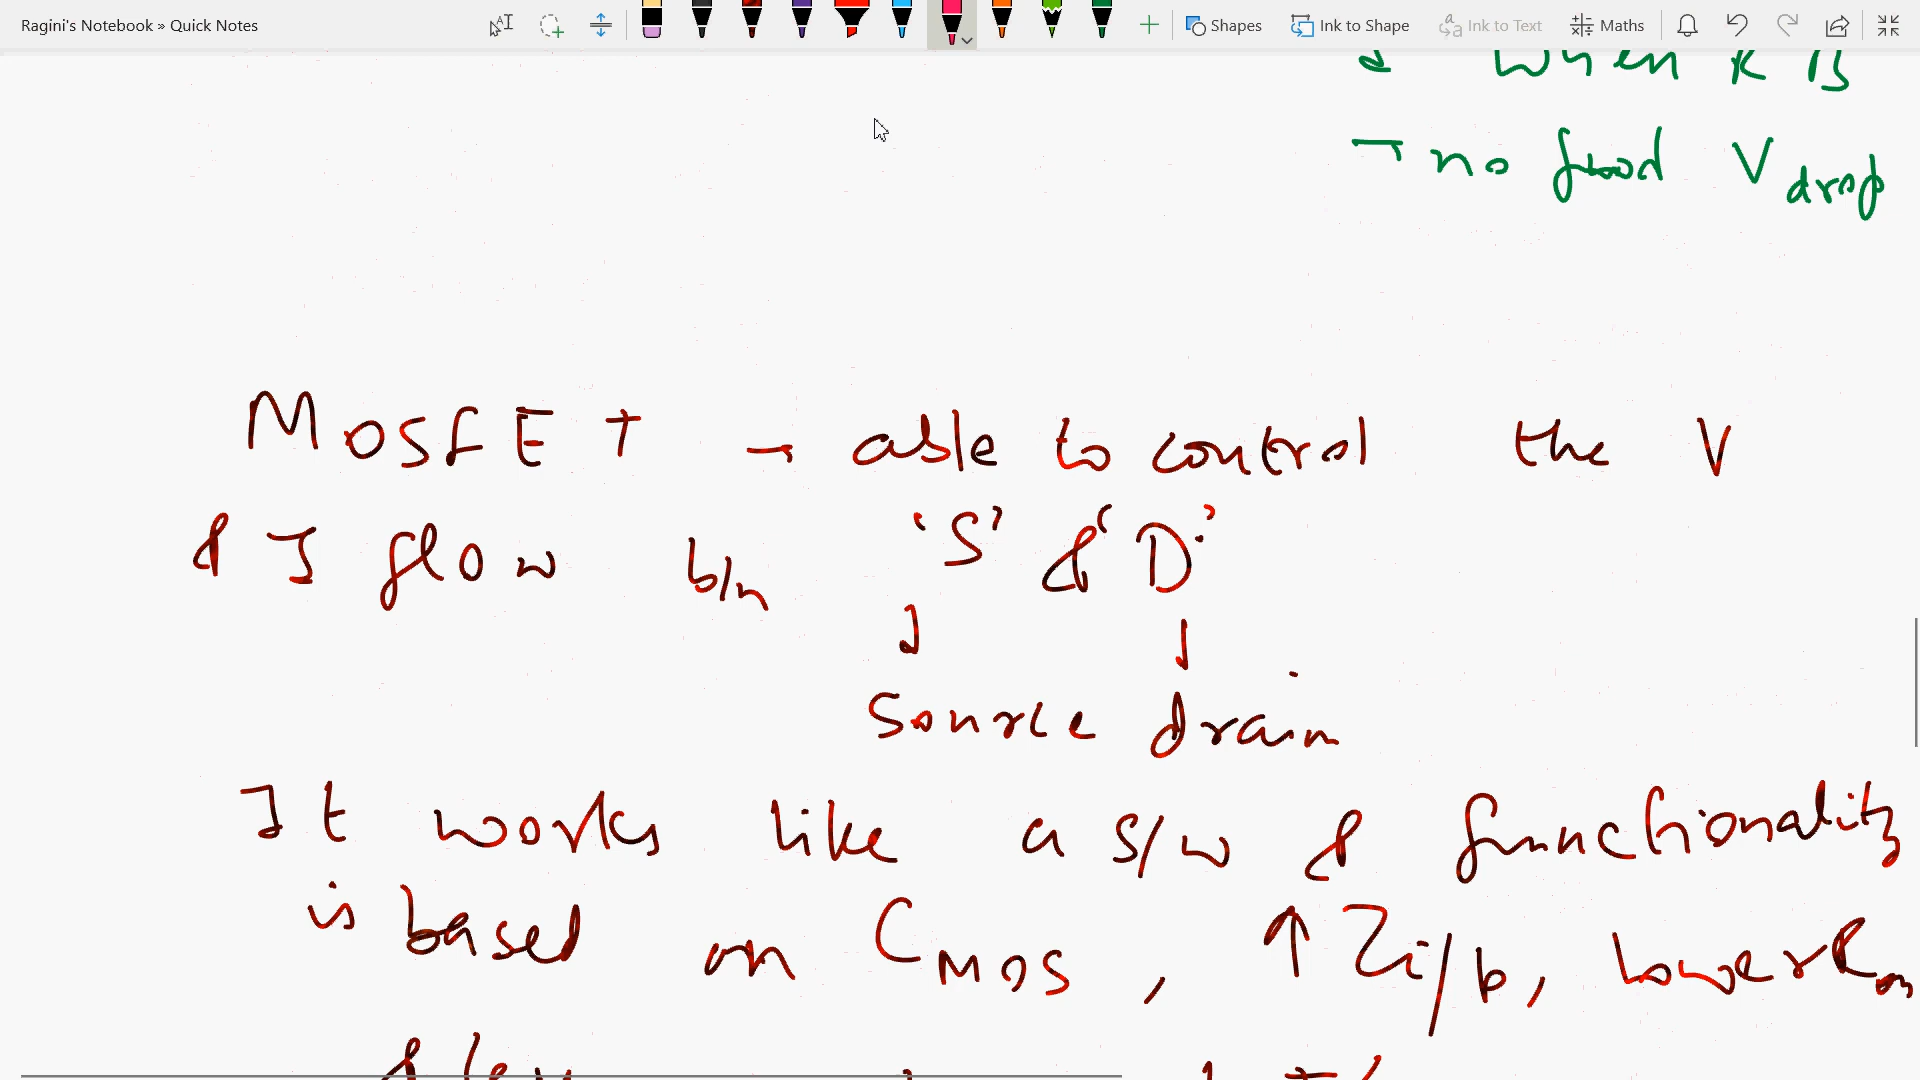 Ragini's Notebook » Quick Notes Shapes Ink to Shape Ink to Text Maths
when R is
→ no good V drop
MOSFET → able to control the V
& I flow b/n 'S' & 'D'
↓ ↓
Source drain
It works like a s/w & functionality
is based on CMOS, ↑ Zi/p, lower Ron